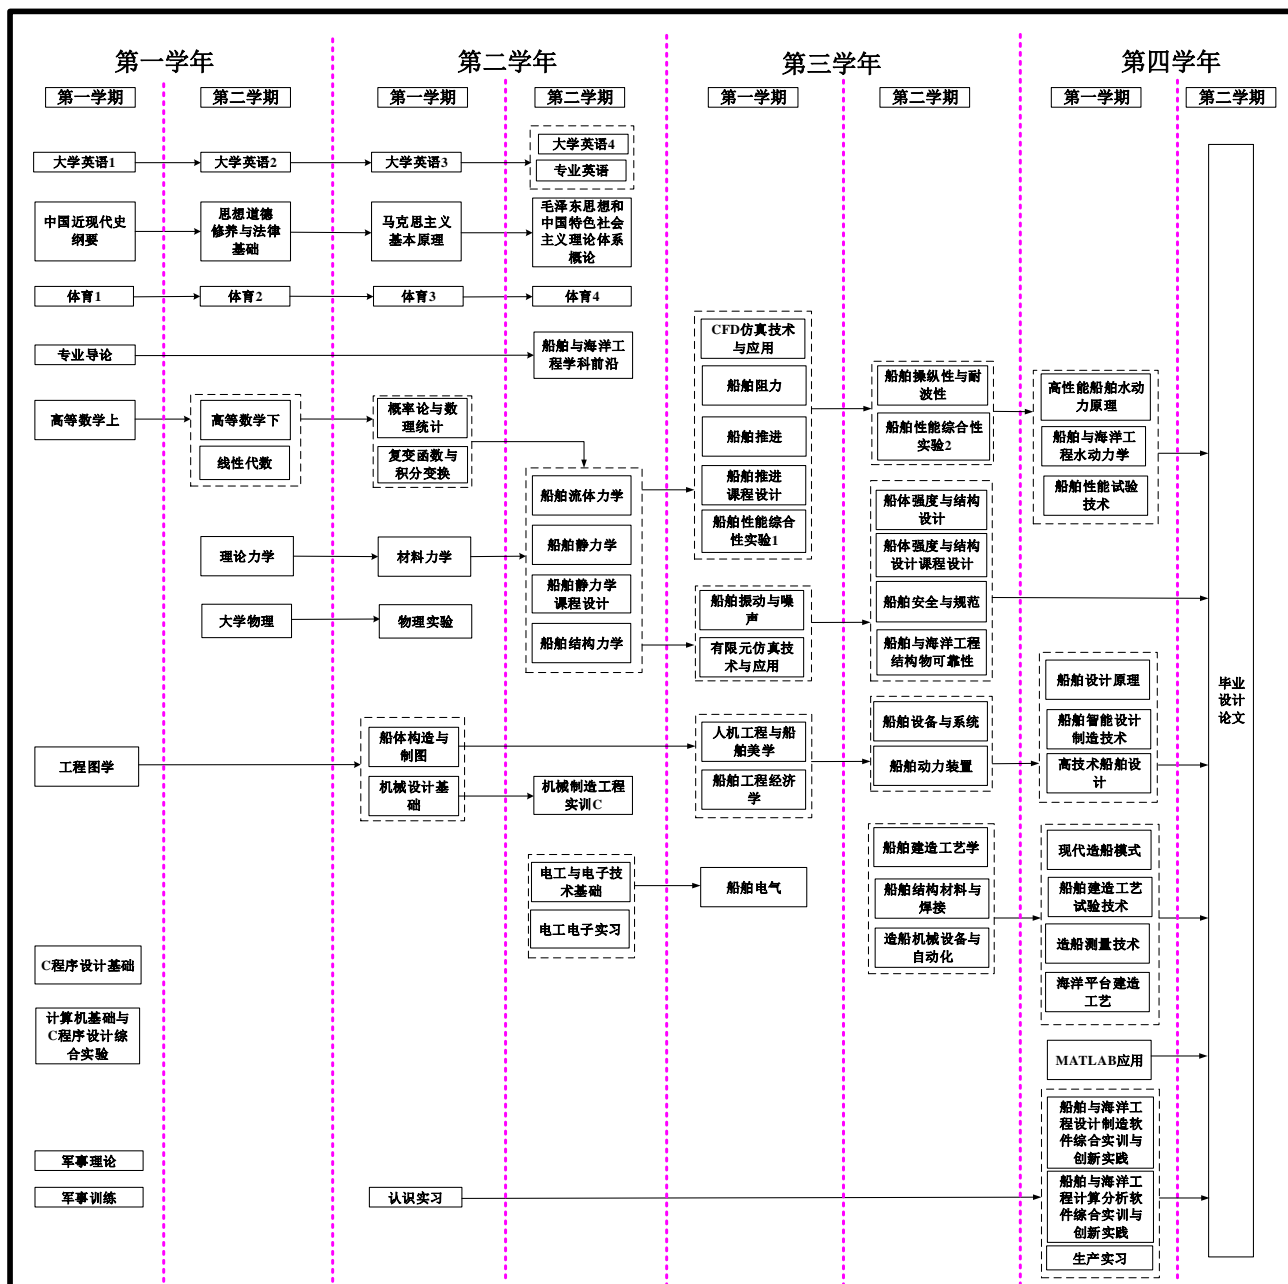 第一学年
第二学年
第三学年
第四学年
第一学期
第二学期
第一学期
第二学期
第一学期
第二学期
第一学期
第二学期
大学英语1
大学英语2
大学英语3
大学英语4
专业英语
中国近现代史
纲要
思想道德
修养与法律
基础
马克思主义
基本原理
毛泽东思想和
中国特色社会
主义理论体系
概论
体育1
体育2
体育3
体育4
专业导论
船舶与海洋工
程学科前沿
高等数学上
高等数学下
线性代数
概率论与数
理统计
复变函数与
积分变换
理论力学
材料力学
大学物理
物理实验
船舶流体力学
船舶静力学
船舶静力学
课程设计
船舶结构力学
CFD仿真技术
与应用
船舶阻力
船舶推进
船舶推进
课程设计
船舶性能综合
性实验1
船舶操纵性与耐
波性
船舶性能综合性
实验2
高性能船舶水动
力原理
船舶与海洋工
程水动力学
船舶性能试验
技术
船舶振动与噪
声
有限元仿真技
术与应用
船体强度与结构
设计
船体强度与结构
设计课程设计
船舶安全与规范
船舶与海洋工程
结构物可靠性
工程图学
船体构造与
制图
机械设计基
础
机械制造工程
实训C
人机工程与船
舶美学
船舶工程经济
学
船舶设备与系统
船舶动力装置
船舶设计原理
船舶智能设计
制造技术
高技术船舶设
计
毕业
设计
论文
电工与电子技
术基础
电工电子实习
船舶电气
船舶建造工艺学
船舶结构材料与
焊接
造船机械设备与
自动化
现代造船模式
船舶建造工艺
试验技术
造船测量技术
海洋平台建造
工艺
C程序设计基础
计算机基础与
C程序设计综
合实验
MATLAB应用
军事理论
军事训练
认识实习
船舶与海洋工
程设计制造软
件综合实训与
创新实践
船舶与海洋工
程计算分析软
件综合实训与
创新实践
生产实习